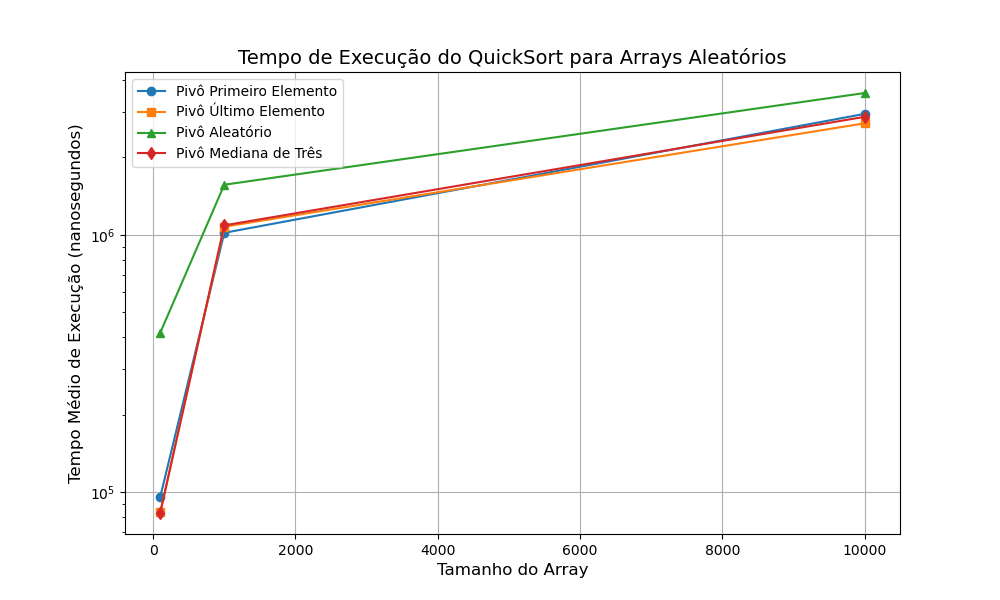 Tempo de Execução do QuickSort para Arrays Aleatórios
Pivô Primeiro Elemento
Pivô Último Elemento
Pivô Aleatório
Pivô Mediana de Três
Tempo Médio de Execução (nanosegundos)
10⁶
10⁵
0 2000 4000 6000 8000 10000
Tamanho do Array